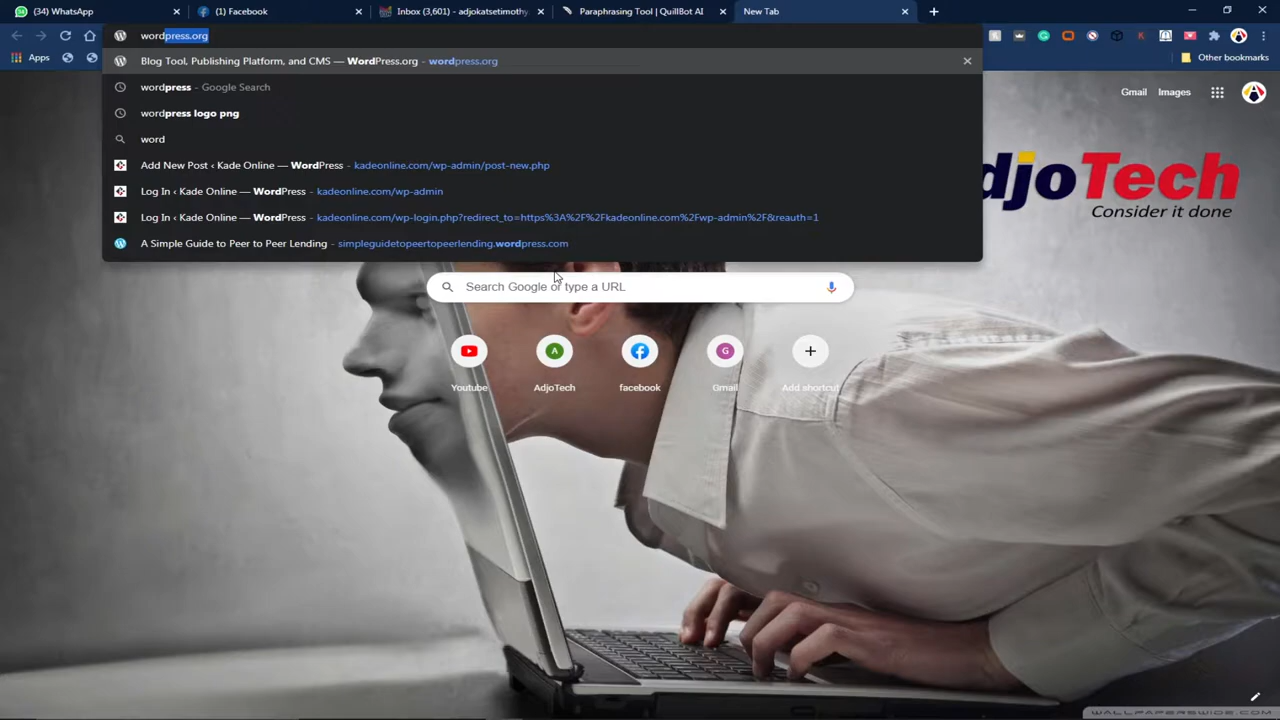 (34) WhatsApp
(1) Facebook
Inbox (3,601) - adjokatsetimothy
Paraphrasing Tool | QuillBot AI
New Tab
wordpress.org
Apps
Other bookmarks
Blog Tool, Publishing Platform, and CMS — WordPress.org - wordpress.org
wordpress - Google Search
wordpress logo png
word
Add New Post ‹ Kade Online — WordPress - kadeonline.com/wp-admin/post-new.php
Log In ‹ Kade Online — WordPress - kadeonline.com/wp-admin
Log In ‹ Kade Online — WordPress - kadeonline.com/wp-login.php?redirect_to=https%3A%2F%2Fkadeonline.com%2Fwp-admin%2F&reauth=1
A Simple Guide to Peer to Peer Lending - simpleguidetopeertopeerlending.wordpress.com
Gmail
Images
djoTech
Consider it done
Search Google or type a URL
A
G
Youtube
AdjoTech
facebook
Gmail
Add shortcut
WALLPAPERSWIDE.COM